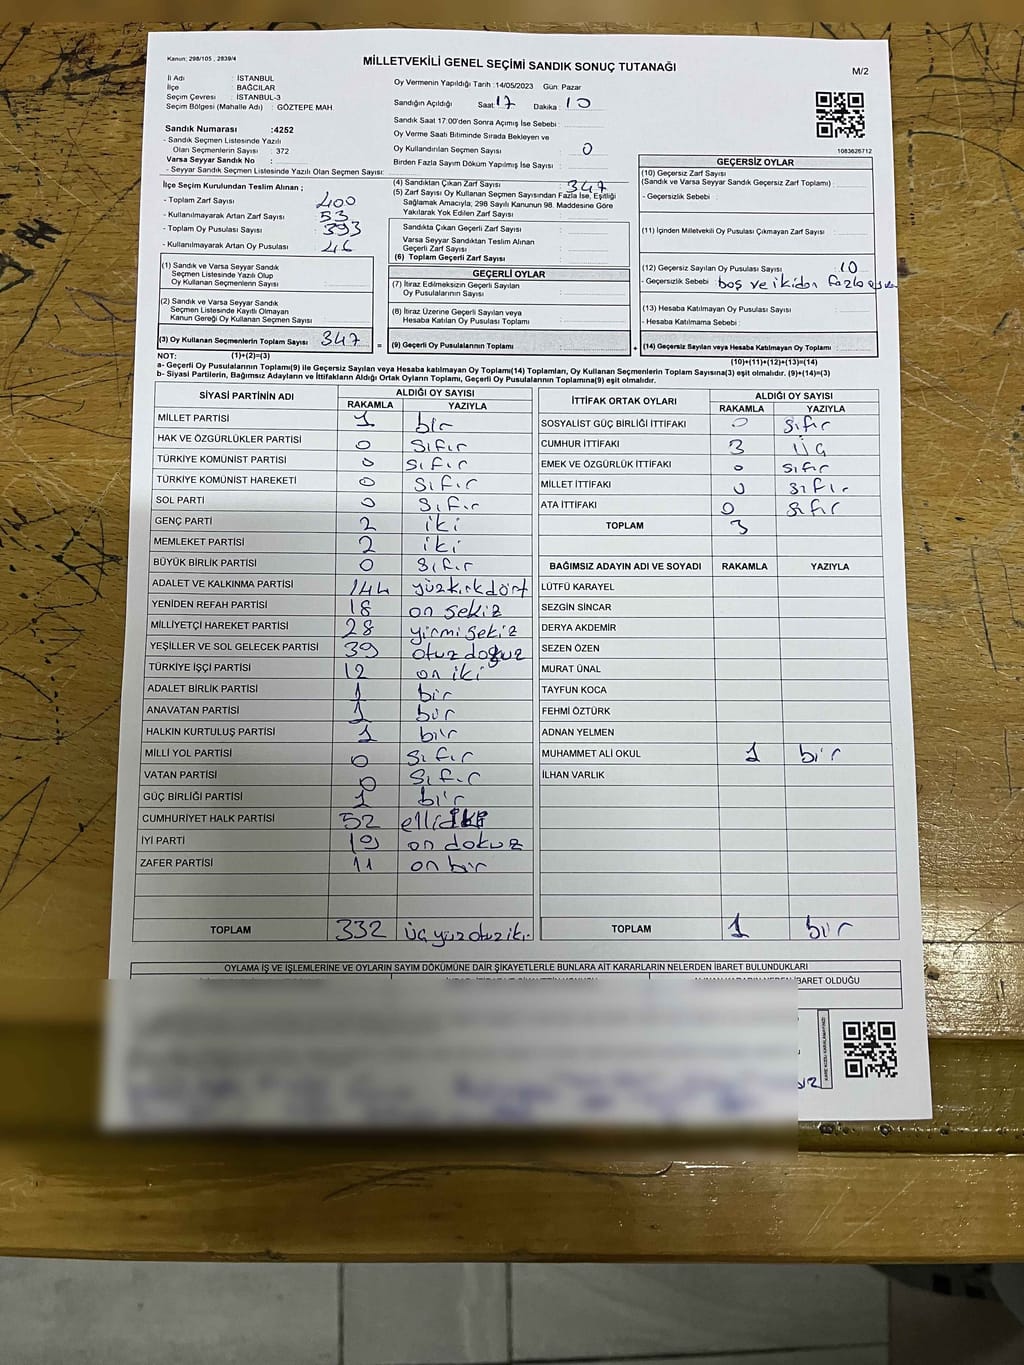 Kanun: 298/105 , 2839/4
MİLLETVEKİLİ GENEL SEÇİMİ SANDIK SONUÇ TUTANAĞI
M/2
İl Adı : İSTANBUL
İlçe : BAĞCILAR
Seçim Çevresi : İSTANBUL-3
Seçim Bölgesi (Mahalle Adı) : GÖZTEPE MAH.
Oy Vermenin Yapıldığı Tarih :14/05/2023 Gün: Pazar
Sandığın Açıldığı Saat: 17 Dakika : 10
Sandık Saat 17:00'den Sonra Açımış İse Sebebi :
Oy Verme Saati Bitiminde Sırada Bekleyen ve
Oy Kullandırılan Seçmen Sayısı : 0
Birden Fazla Sayım Döküm Yapılmış İse Sayısı :
1083626712
Sandık Numarası :4252
- Sandık Seçmen Listesinde Yazılı
Olan Seçmenlerin Sayısı : 372
Varsa Seyyar Sandık No :
- Seyyar Sandık Seçmen Listesinde Yazılı Olan Seçmen Sayısı:
İlçe Seçim Kurulundan Teslim Alınan ;
- Toplam Zarf Sayısı : 400
- Kullanılmayarak Artan Zarf Sayısı : 53
- Toplam Oy Pusulası Sayısı : 393
- Kullanılmayarak Artan Oy Pusulası : 46
(1) Sandık ve Varsa Seyyar Sandık
Seçmen Listesinde Yazılı Olup
Oy Kullanan Seçmenlerin Sayısı :
(2) Sandık ve Varsa Seyyar Sandık
Seçmen Listesinde Kayıtlı Olmayan
Kanun Gereği Oy Kullanan Seçmen Sayısı :
(3) Oy Kullanan Seçmenlerin Toplam Sayısı : 347
(4) Sandıktan Çıkan Zarf Sayısı : 347
(5) Zarf Sayısı Oy Kullanan Seçmen Sayısından Fazla İse, Eşitliği
Sağlamak Amacıyla; 298 Sayılı Kanunun 98. Maddesine Göre
Yakılarak Yok Edilen Zarf Sayısı :
Sandıkta Çıkan Geçerli Zarf Sayısı :
Varsa Seyyar Sandıktan Teslim Alınan
Geçerli Zarf Sayısı :
(6) Toplam Geçerli Zarf Sayısı :
GEÇERLİ OYLAR
(7) İtiraz Edilmeksizin Geçerli Sayılan
Oy Pusulalarının Sayısı :
(8) İtiraz Üzerine Geçerli Sayılan veya
Hesaba Katılan Oy Pusulası Toplamı :
= (9) Geçerli Oy Pusulalarının Toplamı :
GEÇERSİZ OYLAR
(10) Geçersiz Zarf Sayısı
(Sandık ve Varsa Seyyar Sandık Geçersiz Zarf Toplamı) :
- Geçersizlik Sebebi :
(11) İçinden Milletvekili Oy Pusulası Çıkmayan Zarf Sayısı :
(12) Geçersiz Sayılan Oy Pusulası Sayısı : 10
- Geçersizlik Sebebi : boş ve ikiden fazla
(13) Hesaba Katılmayan Oy Pusulası Sayısı :
- Hesaba Katılmama Sebebi :
+ (14) Geçersiz Sayılan veya Hesaba Katılmayan Oy Toplamı :
NOT: (1)+(2)=(3)
(10)+(11)+(12)+(13)=(14)
a- Geçerli Oy Pusulalarının Toplamı(9) ile Geçersiz Sayılan veya Hesaba katılmayan Oy Toplamı(14) Toplamları, Oy Kullanan Seçmenlerin Toplam Sayısına(3) eşit olmalıdır. (9)+(14)=(3)
b- Siyasi Partilerin, Bağımsız Adayların ve İttifakların Aldığı Ortak Oyların Toplamı, Geçerli Oy Pusulalarının Toplamına(9) eşit olmalıdır.
SİYASİ PARTİNİN ADI ALDIĞI OY SAYISI
RAKAMLA YAZIYLA
MİLLET PARTİSİ 1 bir
HAK VE ÖZGÜRLÜKLER PARTİSİ 0 sıfır
TÜRKİYE KOMÜNİST PARTİSİ 0 sıfır
TÜRKİYE KOMÜNİST HAREKETİ 0 sıfır
SOL PARTİ 0 sıfır
GENÇ PARTİ 2 iki
MEMLEKET PARTİSİ 2 iki
BÜYÜK BİRLİK PARTİSİ 0 sıfır
ADALET VE KALKINMA PARTİSİ 144 yüzkırkdört
YENİDEN REFAH PARTİSİ 18 on sekiz
MİLLİYETÇİ HAREKET PARTİSİ 28 yirmi sekiz
YEŞİLLER VE SOL GELECEK PARTİSİ 39 otuz dokuz
TÜRKİYE İŞÇİ PARTİSİ 12 on iki
ADALET BİRLİK PARTİSİ 1 bir
ANAVATAN PARTİSİ 1 bir
HALKIN KURTULUŞ PARTİSİ 1 bir
MİLLİ YOL PARTİSİ 0 sıfır
VATAN PARTİSİ 0 sıfır
GÜÇ BİRLİĞİ PARTİSİ 1 bir
CUMHURİYET HALK PARTİSİ 52 elliiki
İYİ PARTİ 19 on dokuz
ZAFER PARTİSİ 11 on bir
TOPLAM 332 üç yüz otuz iki
İTTİFAK ORTAK OYLARI ALDIĞI OY SAYISI
RAKAMLA YAZIYLA
SOSYALİST GÜÇ BİRLİĞİ İTTİFAKI 0 sıfır
CUMHUR İTTİFAKI 3 üç
EMEK VE ÖZGÜRLÜK İTTİFAKI 0 sıfır
MİLLET İTTİFAKI 0 sıfır
ATA İTTİFAKI 0 sıfır
TOPLAM 3
BAĞIMSIZ ADAYIN ADI VE SOYADI RAKAMLA YAZIYLA
LÜTFÜ KARAYEL
SEZGİN SİNCAR
DERYA AKDEMİR
SEZEN ÖZEN
MURAT ÜNAL
TAYFUN KOCA
FEHMİ ÖZTÜRK
ADNAN YELMEN
MUHAMMET ALİ OKUL 1 bir
İLHAN VARLIK
TOPLAM 1 bir
OYLAMA İŞ VE İŞLEMLERİNE VE OYLARIN SAYIM DÖKÜMÜNE DAİR ŞİKAYETLERLE BUNLARA AİT KARARLARIN NELERDEN İBARET BULUNDUKLARI
İBARET OLDUĞU